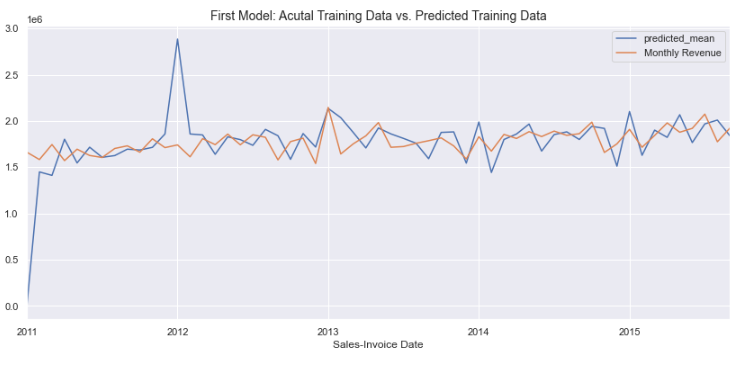 First Model: Acutal Training Data vs. Predicted Training Data
1e6
3.0
2.5
2.0
1.5
1.0
0.5
0.0
predicted_mean
Monthly Revenue
2011 2012 2013 2014 2015
Sales-Invoice Date